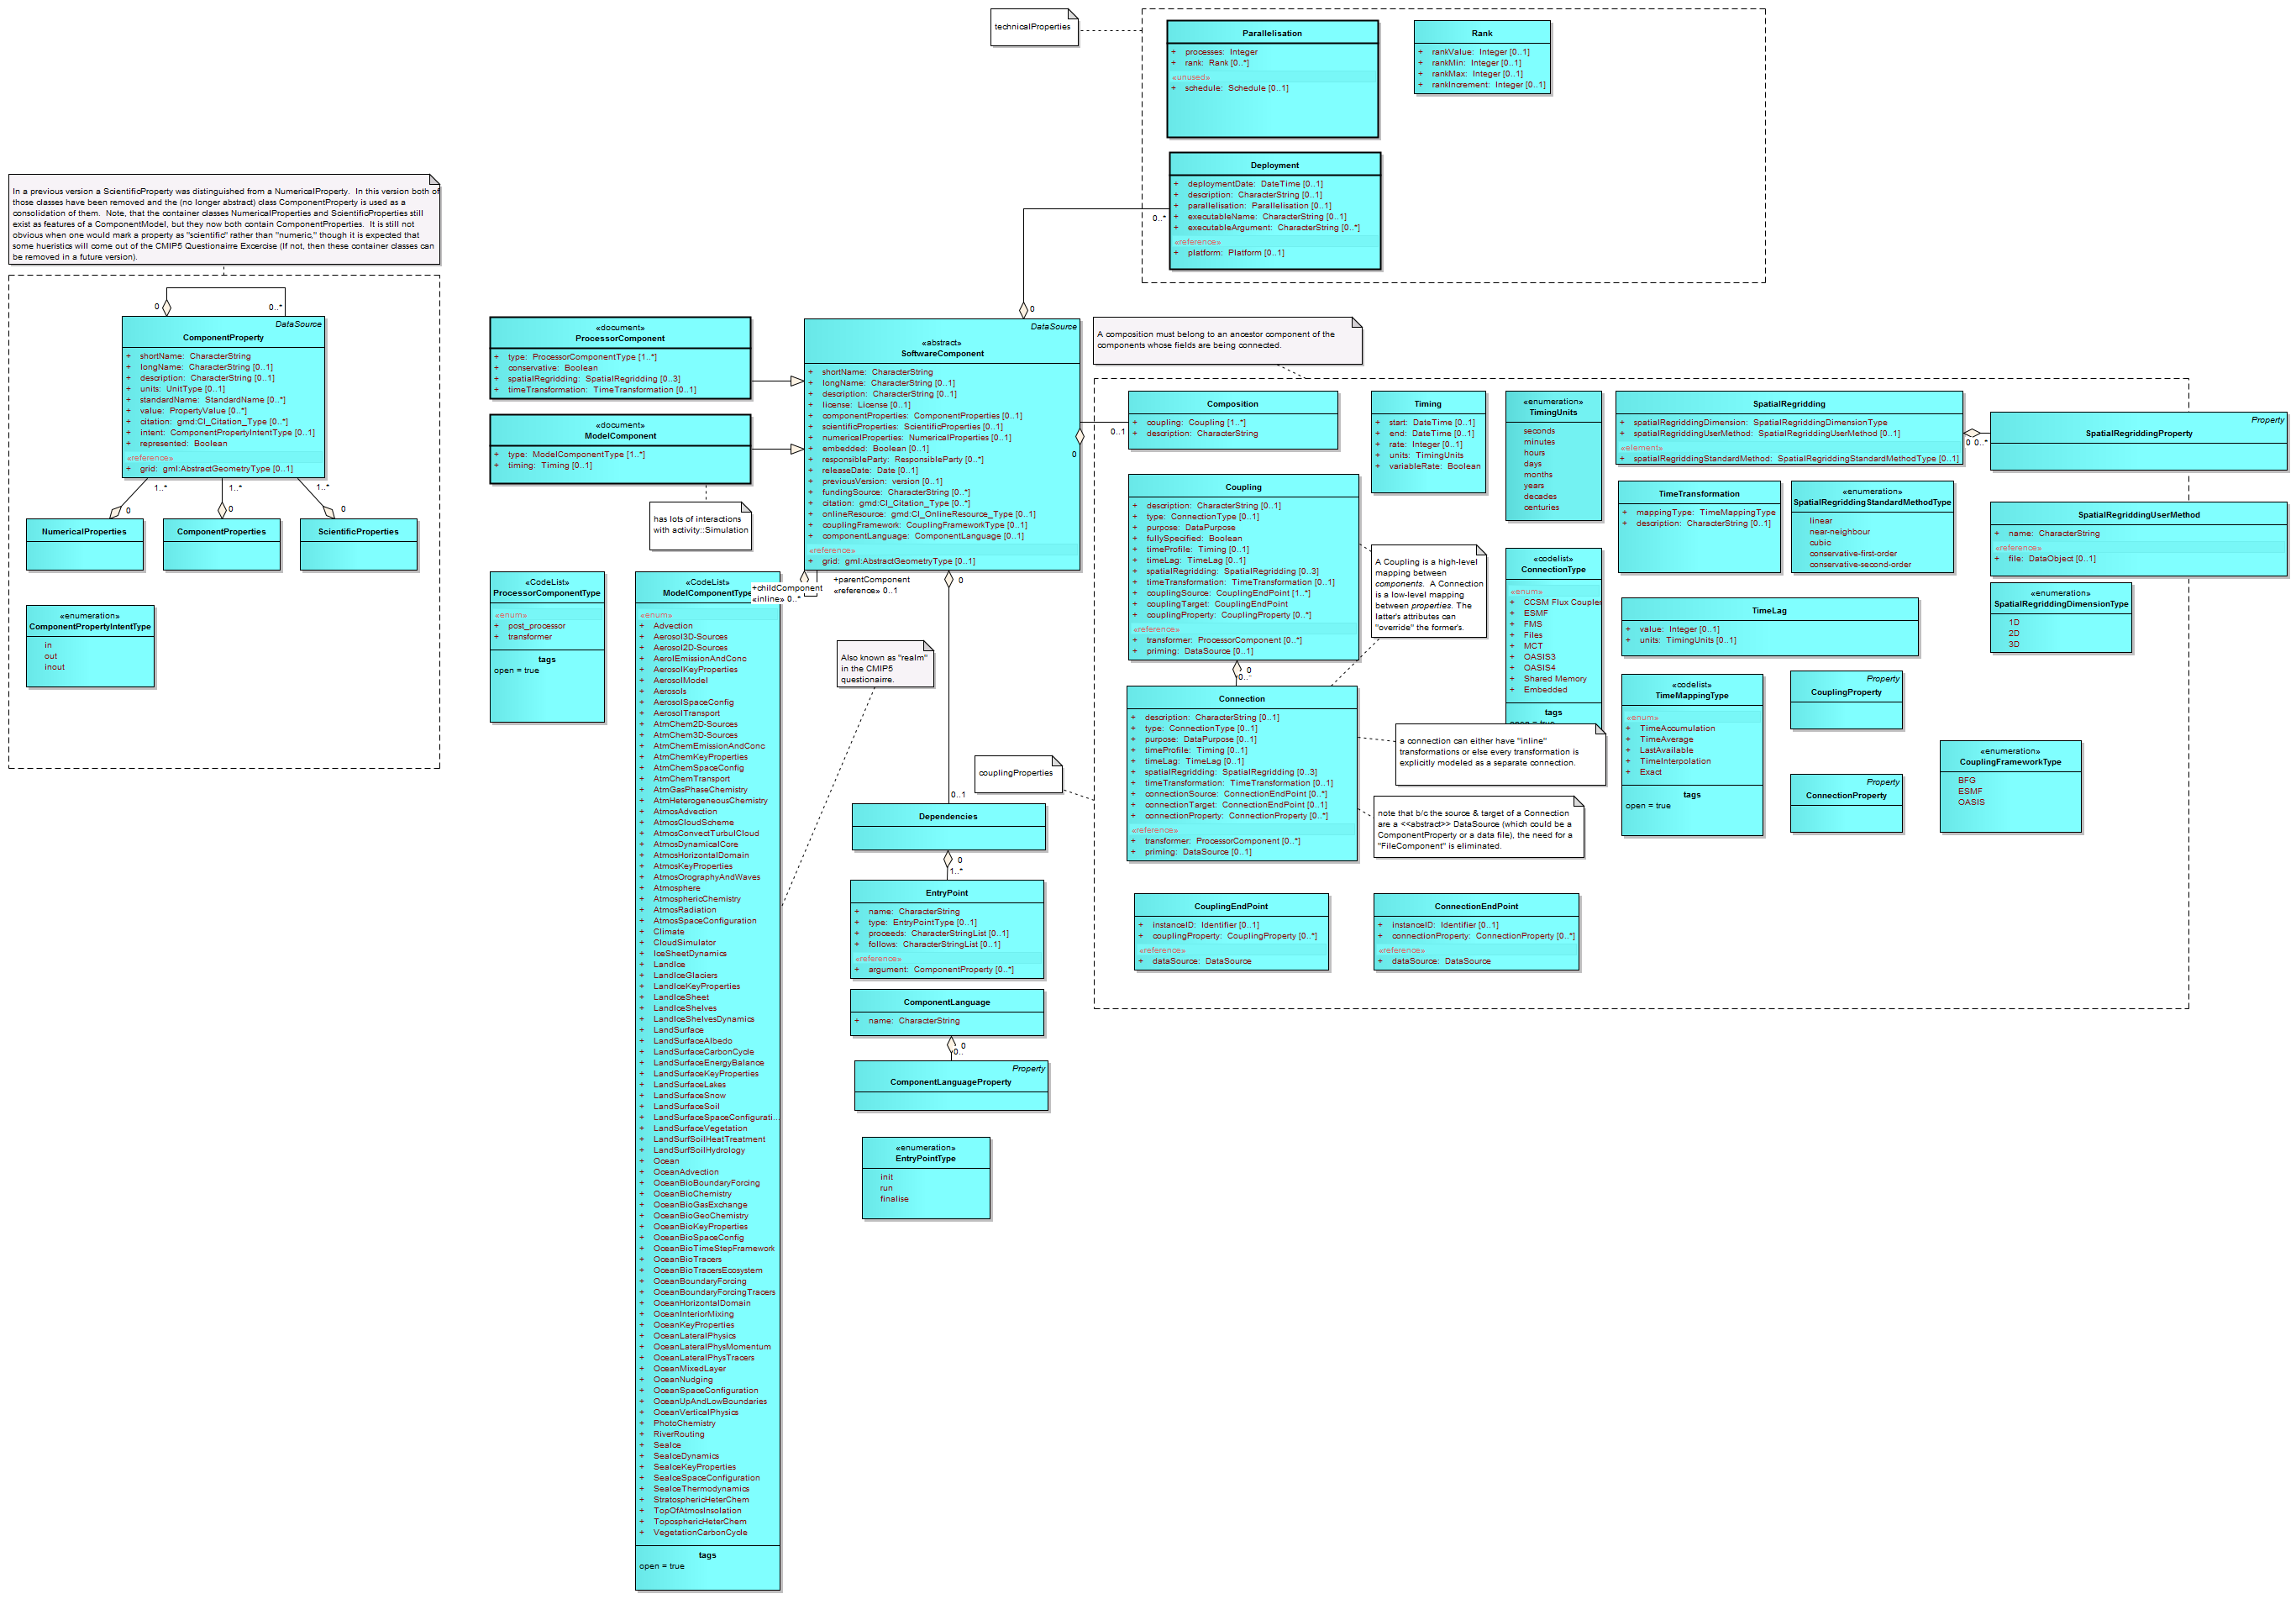 technicalProperties
Parallelisation
+ processes: Integer
+ rank: Rank [0..*]
«unused»
+ schedule: Schedule [0..1]
Rank
+ rankValue: Integer [0..1]
+ rankMin: Integer [0..1]
+ rankMax: Integer [0..1]
+ rankIncrement: Integer [0..1]
Deployment
+ deploymentDate: DateTime [0..1]
+ description: CharacterString [0..1]
+ parallelisation: Parallelisation [0..1]
+ executableName: CharacterString [0..1]
+ executableArgument: CharacterString [0..*]
«reference»
+ platform: Platform [0..1]
0..*
0
In a previous version a ScientificProperty was distinguished from a NumericalProperty. In this version both of
those classes have been removed and the (no longer abstract) class ComponentProperty is used as a
consolidation of them. Note, that the container classes NumericalProperties and ScientificProperties still
exist as features of a ComponentModel, but they now both contain ComponentProperties. It is still not
obvious when one would mark a property as "scientific" rather than "numeric," though it is expected that
some hueristics will come out of the CMIP5 Questionairre Excercise (If not, then these container classes can
be removed in a future version).
0
0..*
DataSource
ComponentProperty
+ shortName: CharacterString
+ longName: CharacterString [0..1]
+ description: CharacterString [0..1]
+ units: UnitType [0..1]
+ standardName: StandardName [0..*]
+ value: PropertyValue [0..*]
+ citation: gmd:CI_Citation_Type [0..*]
+ intent: ComponentPropertyIntentType [0..1]
+ represented: Boolean
«reference»
+ grid: gml:AbstractGeometryType [0..1]
1..*
1..*
1..*
0
0
0
NumericalProperties
ComponentProperties
ScientificProperties
«enumeration»
ComponentPropertyIntentType
in
out
inout
«document»
ProcessorComponent
+ type: ProcessorComponentType [1..*]
+ conservative: Boolean
+ spatialRegridding: SpatialRegridding [0..3]
+ timeTransformation: TimeTransformation [0..1]
«document»
ModelComponent
+ type: ModelComponentType [1..*]
+ timing: Timing [0..1]
has lots of interactions
with activity::Simulation
DataSource
«abstract»
SoftwareComponent
+ shortName: CharacterString
+ longName: CharacterString [0..1]
+ description: CharacterString [0..1]
+ license: License [0..1]
+ componentProperties: ComponentProperties [0..1]
+ scientificProperties: ScientificProperties [0..1]
+ numericalProperties: NumericalProperties [0..1]
+ embedded: Boolean [0..1]
+ responsibleParty: ResponsibleParty [0..*]
+ releaseDate: Date [0..1]
+ previousVersion: version [0..1]
+ fundingSource: CharacterString [0..*]
+ citation: gmd:CI_Citation_Type [0..*]
+ onlineResource: gmd:CI_OnlineResource_Type [0..*]
+ couplingFramework: CouplingFrameworkType [0..1]
+ componentLanguage: ComponentLanguage [0..1]
«reference»
+ grid: gml:AbstractGeometryType [0..1]
0
0..1
+childComponent
«inline» 0..*
+parentComponent
«reference» 0..1
0
«CodeList»
ProcessorComponentType
«enum»
+ post_processor
+ transformer
tags
open = true
«CodeList»
ModelComponentType
«enum»
+ Advection
+ Aerosol3D-Sources
+ Aerosol2D-Sources
+ AerolEmissionAndConc
+ AerosolKeyProperties
+ AerosolModel
+ Aerosols
+ AerosolSpaceConfig
+ AerosolTransport
+ AtmChem2D-Sources
+ AtmChem3D-Sources
+ AtmChemEmissionAndConc
+ AtmChemKeyProperties
+ AtmChemSpaceConfig
+ AtmChemTransport
+ AtmGasPhaseChemistry
+ AtmHeterogeneousChemistry
+ AtmosAdvection
+ AtmosCloudScheme
+ AtmosConvectTurbulCloud
+ AtmosDynamicalCore
+ AtmosHorizontalDomain
+ AtmosKeyProperties
+ AtmosOrographyAndWaves
+ Atmosphere
+ AtmosphericChemistry
+ AtmosRadiation
+ AtmosSpaceConfiguration
+ Climate
+ CloudSimulator
+ IceSheetDynamics
+ LandIce
+ LandIceGlaciers
+ LandIceKeyProperties
+ LandIceSheet
+ LandIceShelves
+ LandIceShelvesDynamics
+ LandSurface
+ LandSurfaceAlbedo
+ LandSurfaceCarbonCycle
+ LandSurfaceEnergyBalance
+ LandSurfaceKeyProperties
+ LandSurfaceLakes
+ LandSurfaceSnow
+ LandSurfaceSoil
+ LandSurfaceSpaceConfigurati...
+ LandSurfaceVegetation
+ LandSurfSoilHeatTreatment
+ LandSurfSoilHydrology
+ Ocean
+ OceanAdvection
+ OceanBioBoundaryForcing
+ OceanBioChemistry
+ OceanBioGasExchange
+ OceanBioGeoChemistry
+ OceanBioKeyProperties
+ OceanBioSpaceConfig
+ OceanBioTimeStepFramework
+ OceanBioTracers
+ OceanBioTracersEcosystem
+ OceanBoundaryForcing
+ OceanBoundaryForcingTracers
+ OceanHorizontalDomain
+ OceanInteriorMixing
+ OceanKeyProperties
+ OceanLateralPhysics
+ OceanLateralPhysMomentum
+ OceanLateralPhysTracers
+ OceanMixedLayer
+ OceanNudging
+ OceanSpaceConfiguration
+ OceanUpAndLowBoundaries
+ OceanVerticalPhysics
+ PhotoChemistry
+ RiverRouting
+ SeaIce
+ SeaIceDynamics
+ SeaIceKeyProperties
+ SeaIceSpaceConfiguration
+ SeaIceThermodynamics
+ StratosphericHeterChem
+ TopOfAtmosInsolation
+ ToposphericHeterChem
+ VegetationCarbonCycle
tags
open = true
Also known as "realm"
in the CMIP5
questionairre.
0..1
Dependencies
0
1..*
EntryPoint
+ name: CharacterString
+ type: EntryPointType [0..1]
+ proceeds: CharacterStringList [0..1]
+ follows: CharacterStringList [0..1]
«reference»
+ argument: ComponentProperty [0..*]
ComponentLanguage
+ name: CharacterString
0
0..
Property
ComponentLanguageProperty
«enumeration»
EntryPointType
init
run
finalise
A composition must belong to an ancestor component of the
components whose fields are being connected.
Composition
+ coupling: Coupling [1..*]
+ description: CharacterString
Timing
+ start: DateTime [0..1]
+ end: DateTime [0..1]
+ rate: Integer [0..1]
+ units: TimingUnits
+ variableRate: Boolean
«enumeration»
TimingUnits
seconds
minutes
hours
days
months
years
decades
centuries
SpatialRegridding
+ spatialRegriddingDimension: SpatialRegriddingDimensionType
+ spatialRegriddingUserMethod: SpatialRegriddingUserMethod [0..1]
«element»
+ spatialRegriddingStandardMethod: SpatialRegriddingStandardMethodType [0..1]
0 0..*
Property
SpatialRegriddingProperty
Coupling
+ description: CharacterString [0..1]
+ type: ConnectionType [0..1]
+ purpose: DataPurpose
+ fullySpecified: Boolean
+ timeProfile: Timing [0..1]
+ timeLag: TimeLag [0..1]
+ spatialRegridding: SpatialRegridding [0..3]
+ timeTransformation: TimeTransformation [0..1]
+ couplingSource: CouplingEndPoint [1..*]
+ couplingTarget: CouplingEndPoint
+ couplingProperty: CouplingProperty [0..*]
«reference»
+ transformer: ProcessorComponent [0..*]
+ priming: DataSource [0..1]
0
0..
A Coupling is a high-level
mapping between
components. A Connection
is a low-level mapping
between properties. The
latter's attributes can
"override" the former's.
TimeTransformation
+ mappingType: TimeMappingType
+ description: CharacterString [0..1]
«enumeration»
SpatialRegriddingStandardMethodType
linear
near-neighbour
cubic
conservative-first-order
conservative-second-order
SpatialRegriddingUserMethod
+ name: CharacterString
«reference»
+ file: DataObject [0..1]
«codelist»
ConnectionType
«enum»
+ CCSM Flux Coupler
+ ESMF
+ FMS
+ Files
+ MCT
+ OASIS3
+ OASIS4
+ Shared Memory
+ Embedded
tags
open = true
«enumeration»
SpatialRegriddingDimensionType
1D
2D
3D
TimeLag
+ value: Integer [0..1]
+ units: TimingUnits [0..1]
«codelist»
TimeMappingType
«enum»
+ TimeAccumulation
+ TimeAverage
+ LastAvailable
+ TimeInterpolation
+ Exact
tags
open = true
Property
CouplingProperty
Property
ConnectionProperty
«enumeration»
CouplingFrameworkType
BFG
ESMF
OASIS
couplingProperties
Connection
+ description: CharacterString [0..1]
+ type: ConnectionType [0..1]
+ purpose: DataPurpose [0..1]
+ timeProfile: Timing [0..1]
+ timeLag: TimeLag [0..1]
+ spatialRegridding: SpatialRegridding [0..3]
+ timeTransformation: TimeTransformation [0..1]
+ connectionSource: ConnectionEndPoint [0..*]
+ connectionTarget: ConnectionEndPoint [0..1]
+ connectionProperty: ConnectionProperty [0..*]
«reference»
+ transformer: ProcessorComponent [0..*]
+ priming: DataSource [0..1]
a connection can either have "inline"
transformations or else every transformation is
explicitly modeled as a separate connection.
note that b/c the source & target of a Connection
are a <<abstract>> DataSource (which could be a
ComponentProperty or a data file), the need for a
"FileComponent" is eliminated.
CouplingEndPoint
+ instanceID: Identifier [0..1]
+ couplingProperty: CouplingProperty [0..*]
«reference»
+ dataSource: DataSource
ConnectionEndPoint
+ instanceID: Identifier [0..1]
+ connectionProperty: ConnectionProperty [0..*]
«reference»
+ dataSource: DataSource